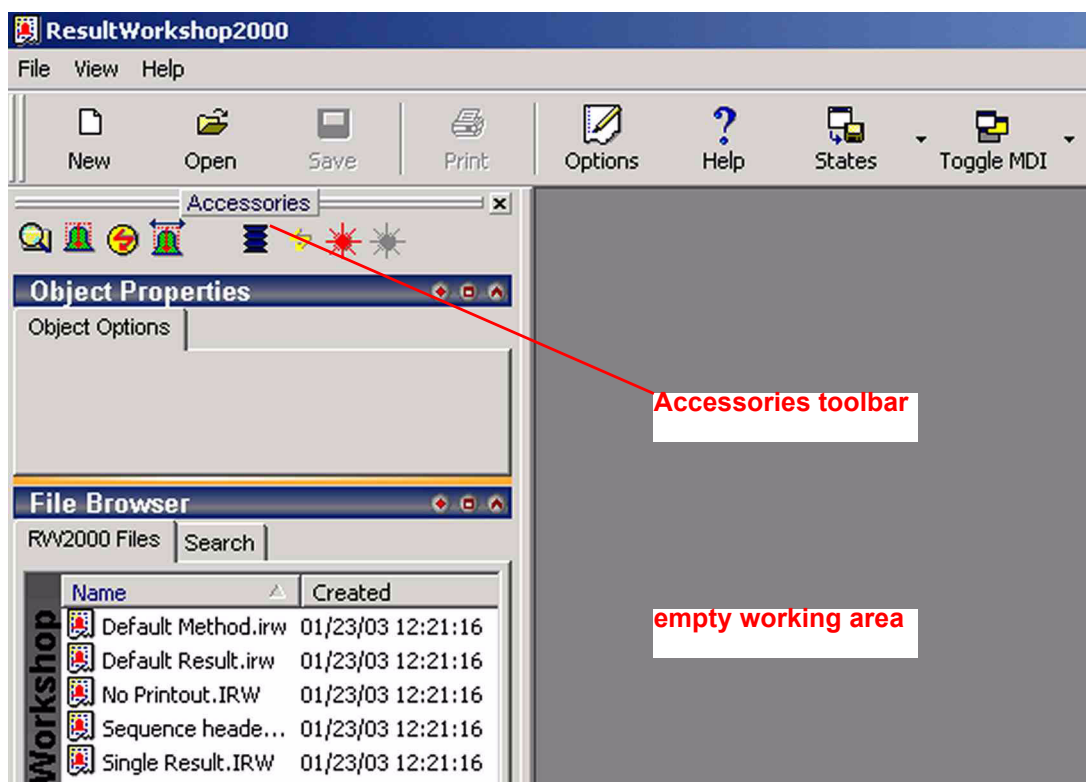 ResultWorkshop2000
File View Help
New Open Save Print Options Help States Toggle MDI
Accessories
Object Properties
Object Options
Accessories toolbar
File Browser
RW2000 Files Search
Name Created
Default Method.irw 01/23/03 12:21:16
Default Result.irw 01/23/03 12:21:16
No Printout.IRW 01/23/03 12:21:16
Sequence heade... 01/23/03 12:21:16
Single Result.IRW 01/23/03 12:21:16
empty working area
Workshop